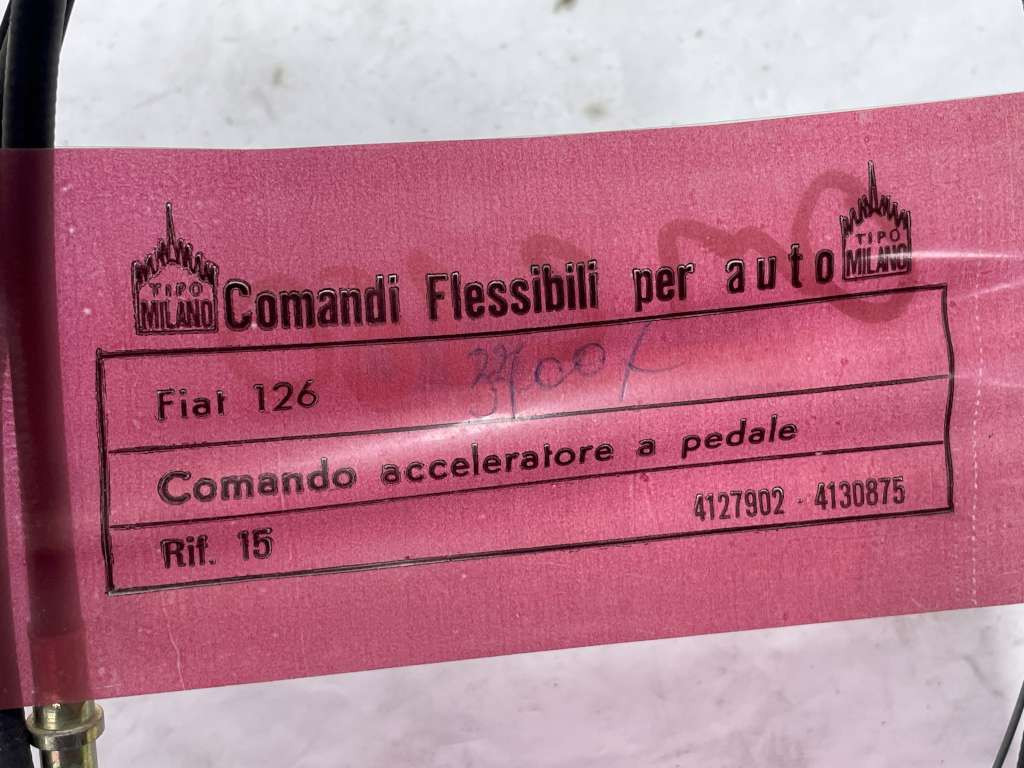 TIPO
MILANO
Comandi Flessibili per auto
TIPO
MILANO
Fiat 126
Comando acceleratore a pedale
Rif. 15
4127902 - 4130875